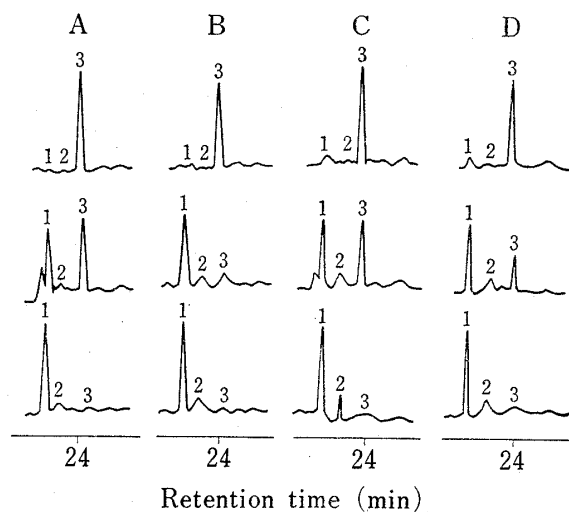 A B C D
3 3 3 3
1 2 1 2 1 2 1 2
1 2 3 1 2 3 1 2 3 1 2 3
1 2 3 1 2 3 1 2 3 1 2 3
24 24 24 24
Retention time (min)